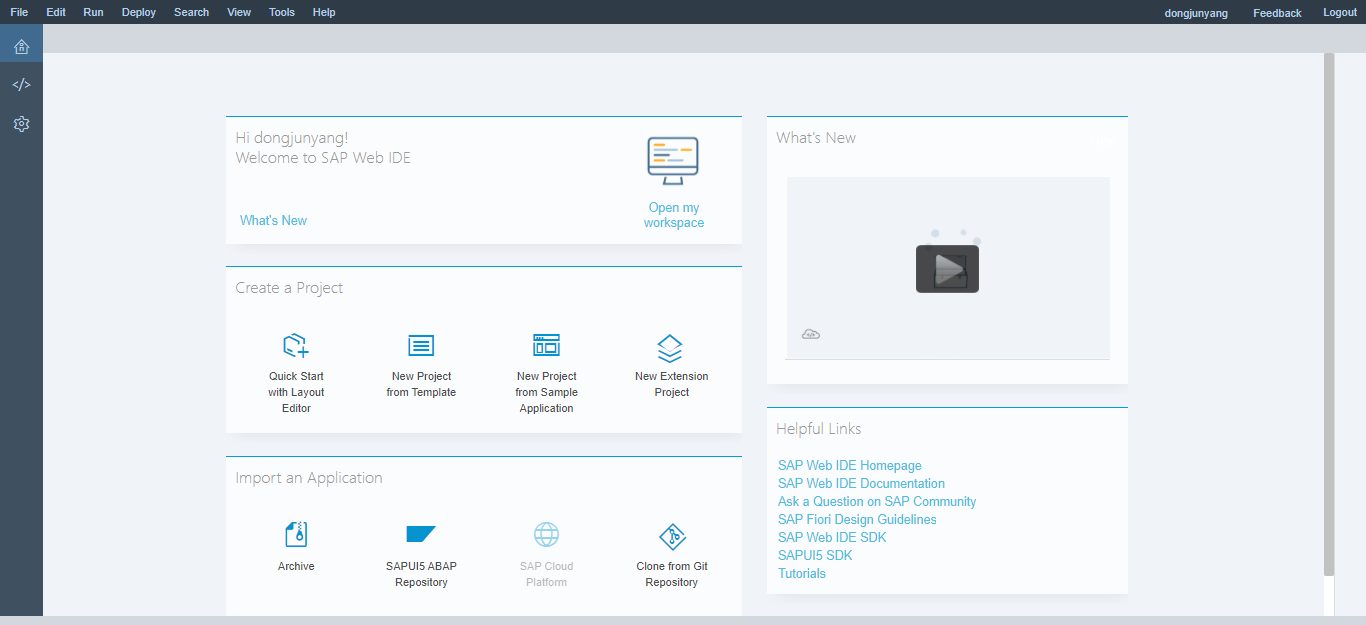 File Edit Run Deploy Search View Tools Help dongjunyang Feedback Logout
Hi dongjunyang!
Welcome to SAP Web IDE
What's New
Open my
workspace
Create a Project
Quick Start
with Layout
Editor
New Project
from Template
New Project
from Sample
Application
New Extension
Project
Import an Application
Archive
SAPUI5 ABAP
Repository
SAP Cloud
Platform
Clone from Git
Repository
What's New
Helpful Links
SAP Web IDE Homepage
SAP Web IDE Documentation
Ask a Question on SAP Community
SAP Fiori Design Guidelines
SAP Web IDE SDK
SAPUI5 SDK
Tutorials